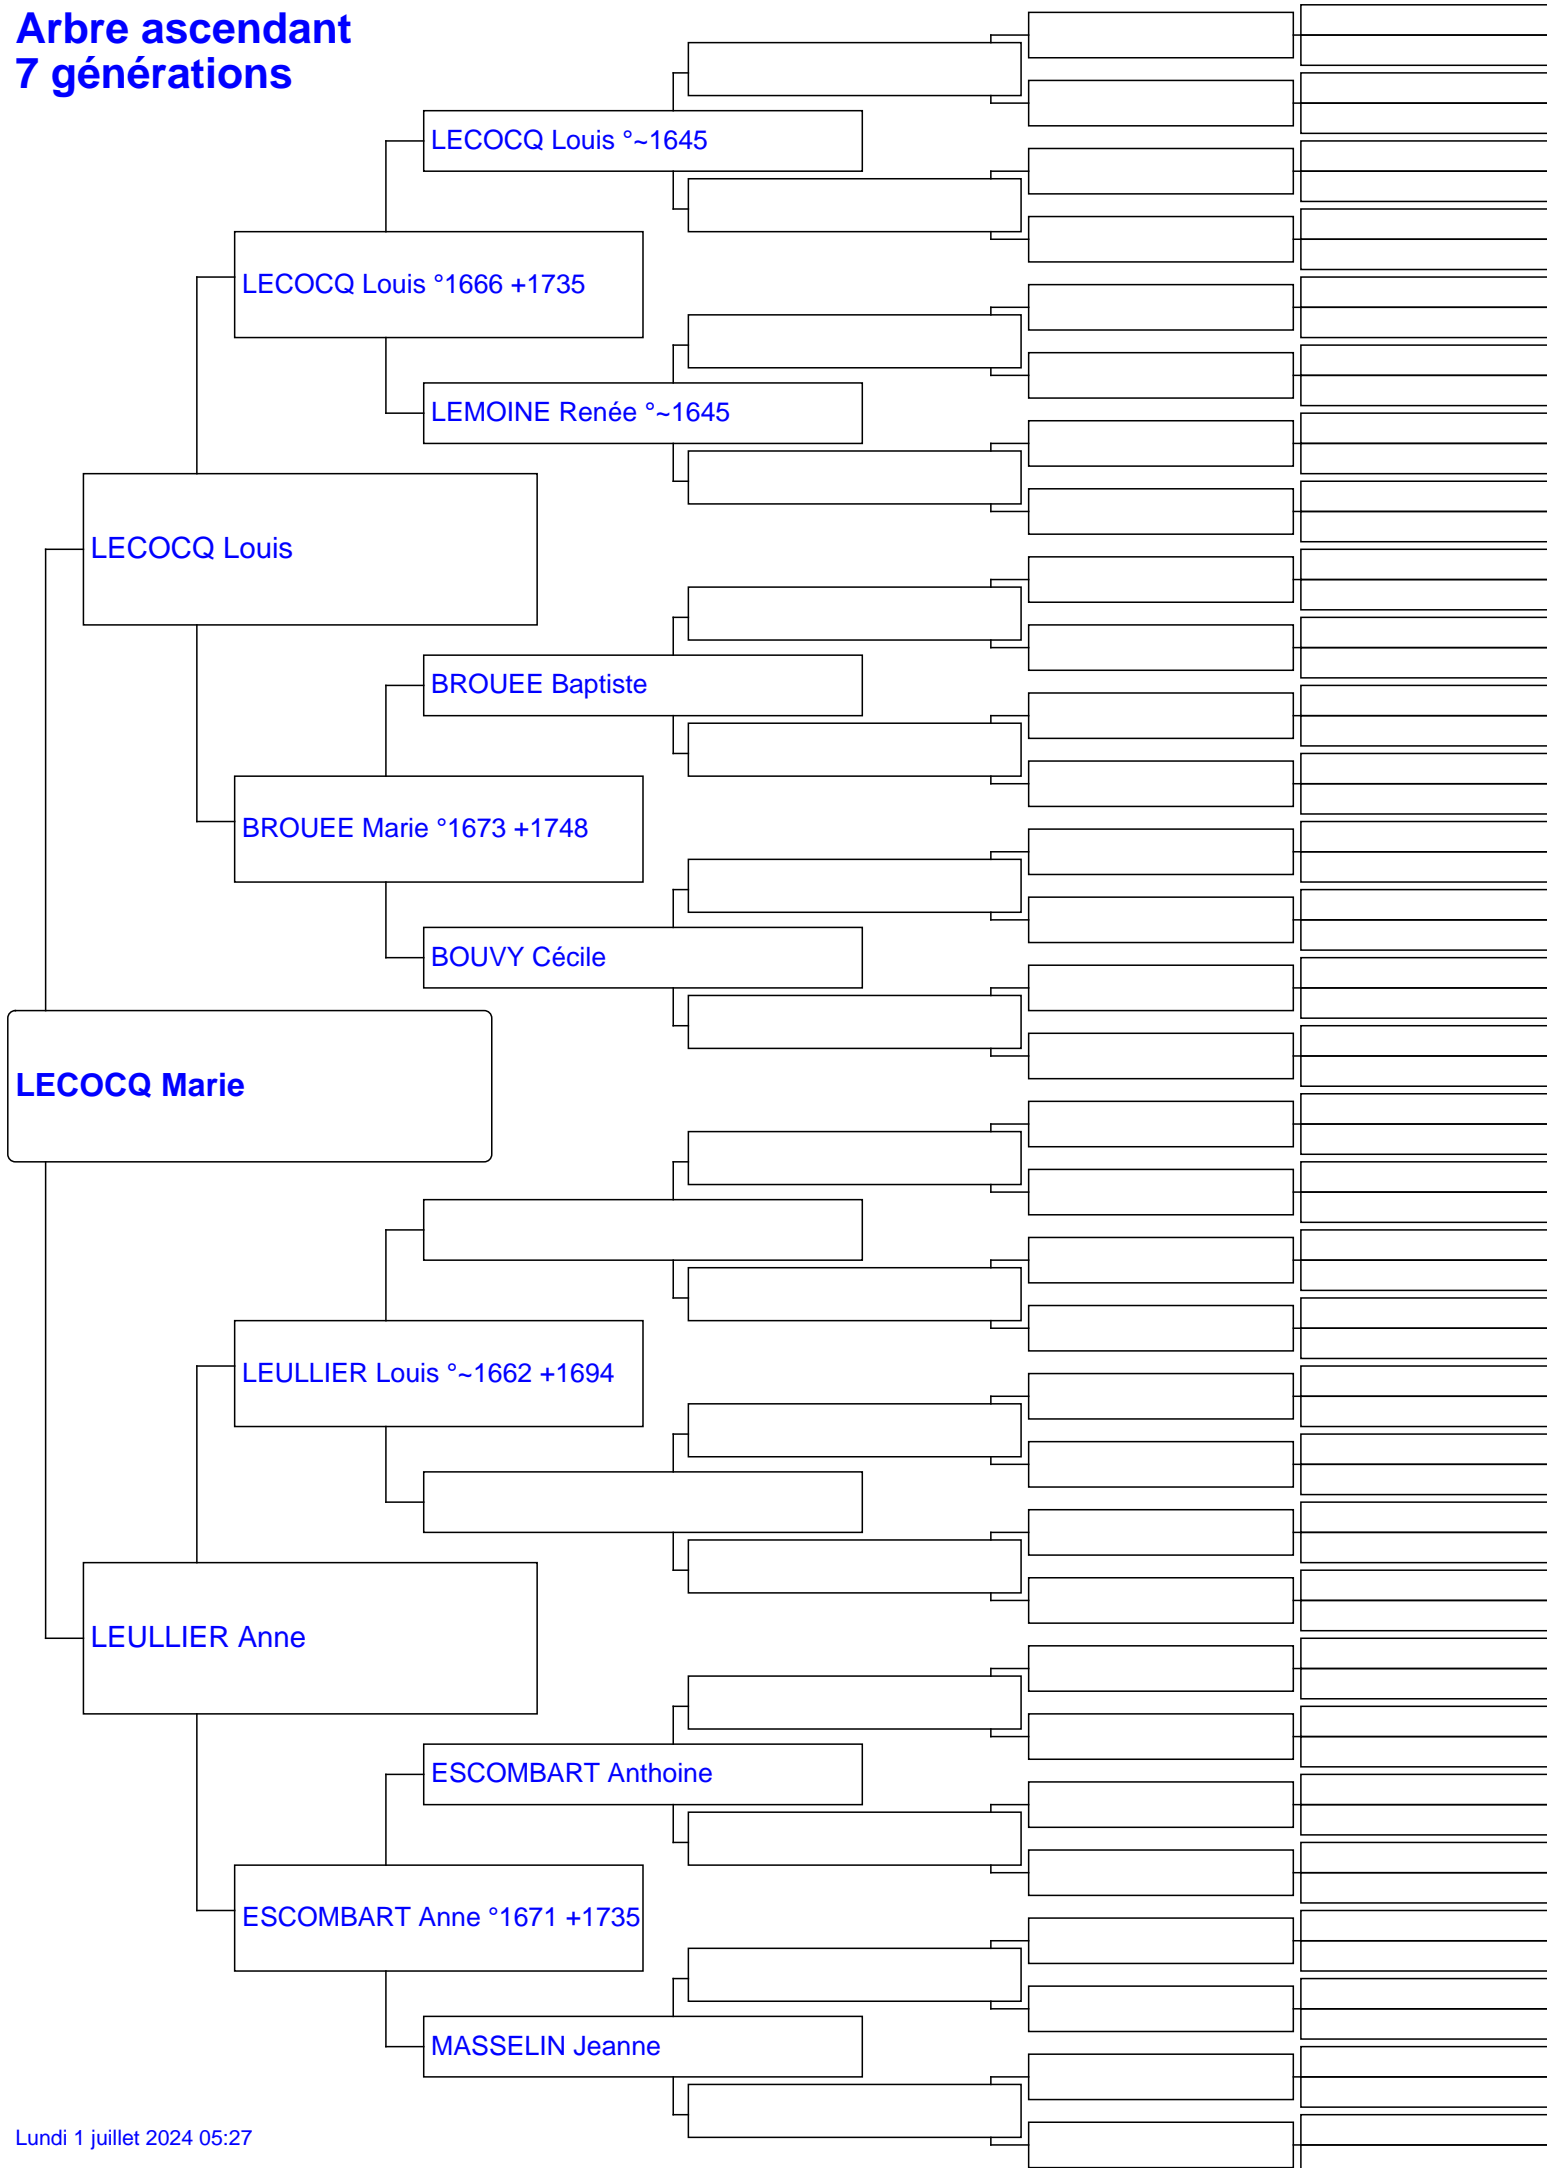 Arbre ascendant
7 générations
LECOCQ Louis °~1645
LECOCQ Louis °1666 +1735
LEMOINE Renée °~1645
LECOCQ Louis
BROUEE Baptiste
BROUEE Marie °1673 +1748
BOUVY Cécile
LECOCQ Marie
LEULLIER Louis °~1662 +1694
LEULLIER Anne
ESCOMBART Anthoine
ESCOMBART Anne °1671 +1735
MASSELIN Jeanne
Lundi 1 juillet 2024 05:27